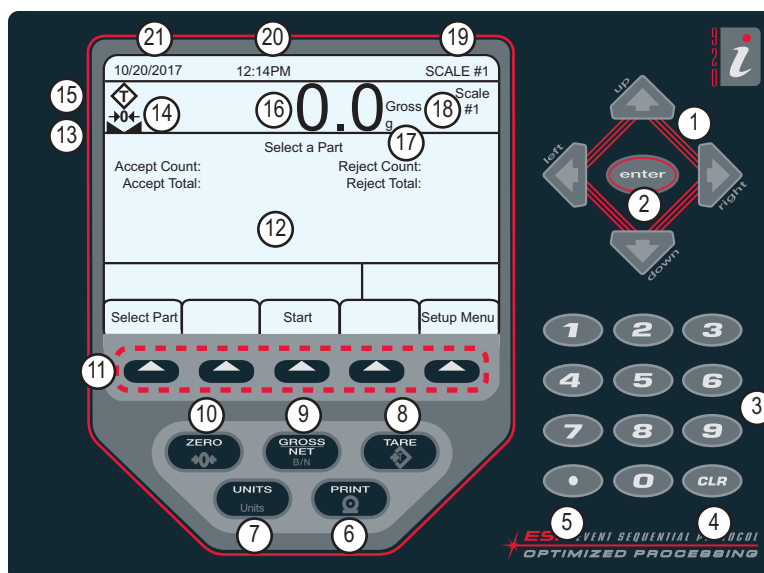 21 20 19
10/20/2017 12:14PM SCALE #1
920i
15 T 14 16 0.0 Gross g 18 Scale #1
→0←
13 17
Select a Part
Accept Count: Reject Count:
Accept Total: Reject Total:
12
Select Part Start Setup Menu
11
10 9 8
ZERO GROSS NET B/N TARE
→0← T
UNITS Units PRINT
7 6
up 1
left enter right
2
down
1 2 3
4 5 6
3
7 8 9
• 0 CLR
5 4
EVENT SEQUENTIAL
OPTIMIZED PROCESSING